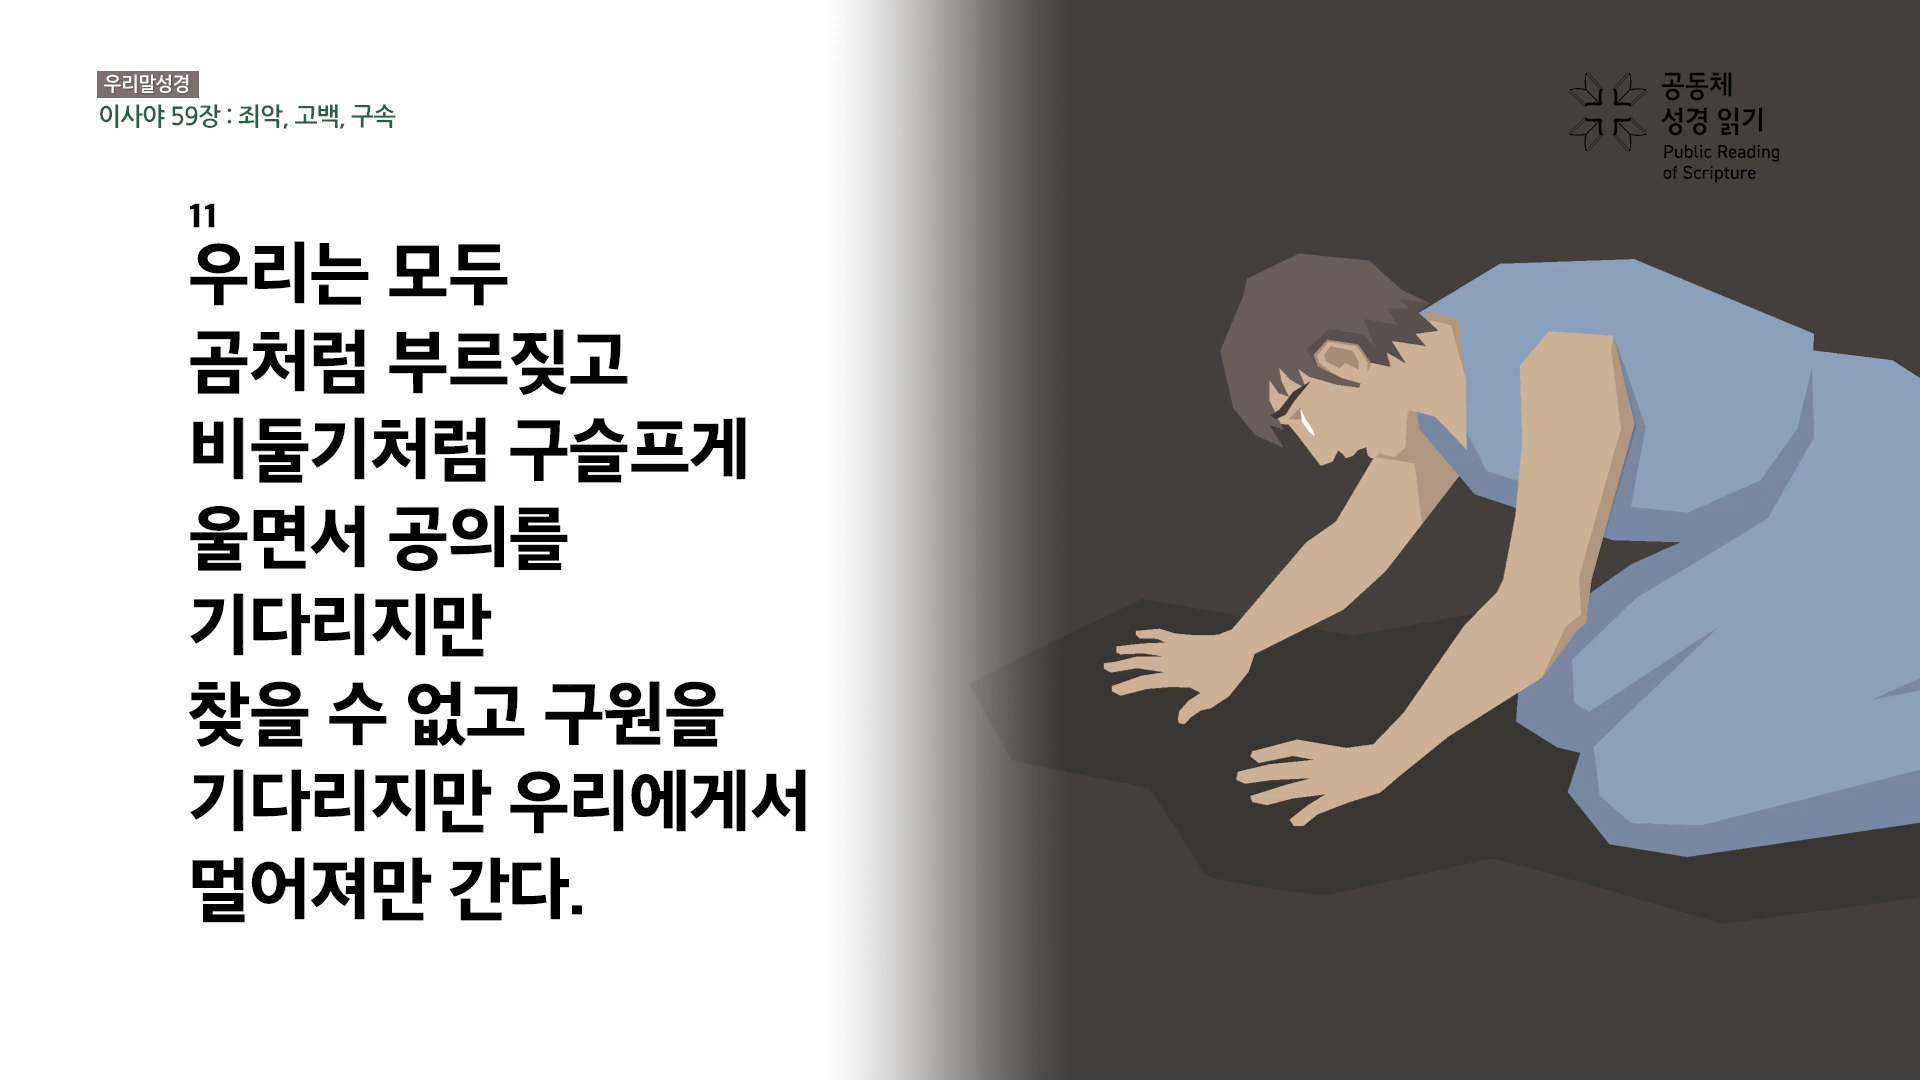 우리말성경
이사야 59장 : 죄악, 고백, 구속
공동체
성경 읽기
Public Reading
of Scripture
11
우리는 모두
곰처럼 부르짖고
비둘기처럼 구슬프게
울면서 공의를
기다리지만
찾을 수 없고 구원을
기다리지만 우리에게서
멀어져만 간다.